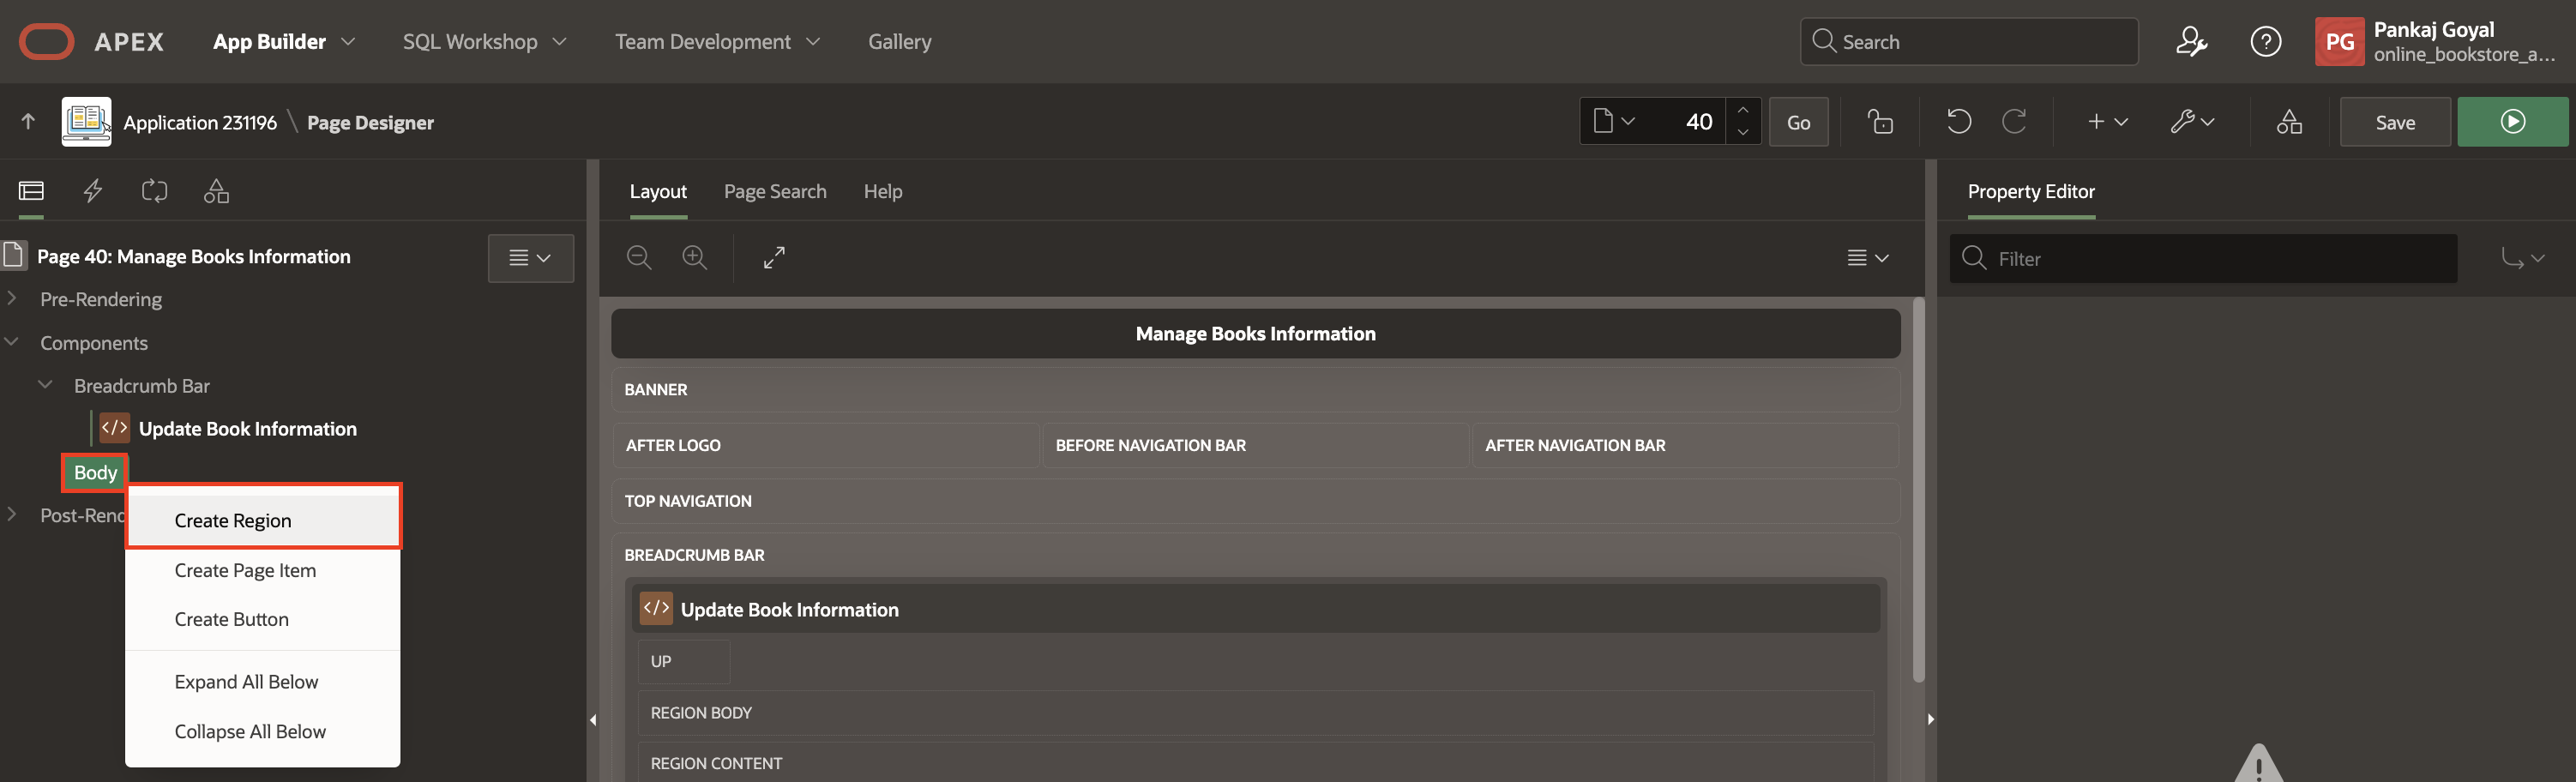 APEX App Builder SQL Workshop Team Development Gallery Search PG Pankaj Goyal
online_bookstore_a...
Application 231196 \ Page Designer 40 Go Save
Layout Page Search Help Property Editor
Page 40: Manage Books Information
Filter
Pre-Rendering
Components
Breadcrumb Bar
</> Update Book Information
Body
Post-Rend
Create Region
Create Page Item
Create Button
Expand All Below
Collapse All Below
Manage Books Information
BANNER
AFTER LOGO BEFORE NAVIGATION BAR AFTER NAVIGATION BAR
TOP NAVIGATION
BREADCRUMB BAR
</> Update Book Information
UP
REGION BODY
REGION CONTENT